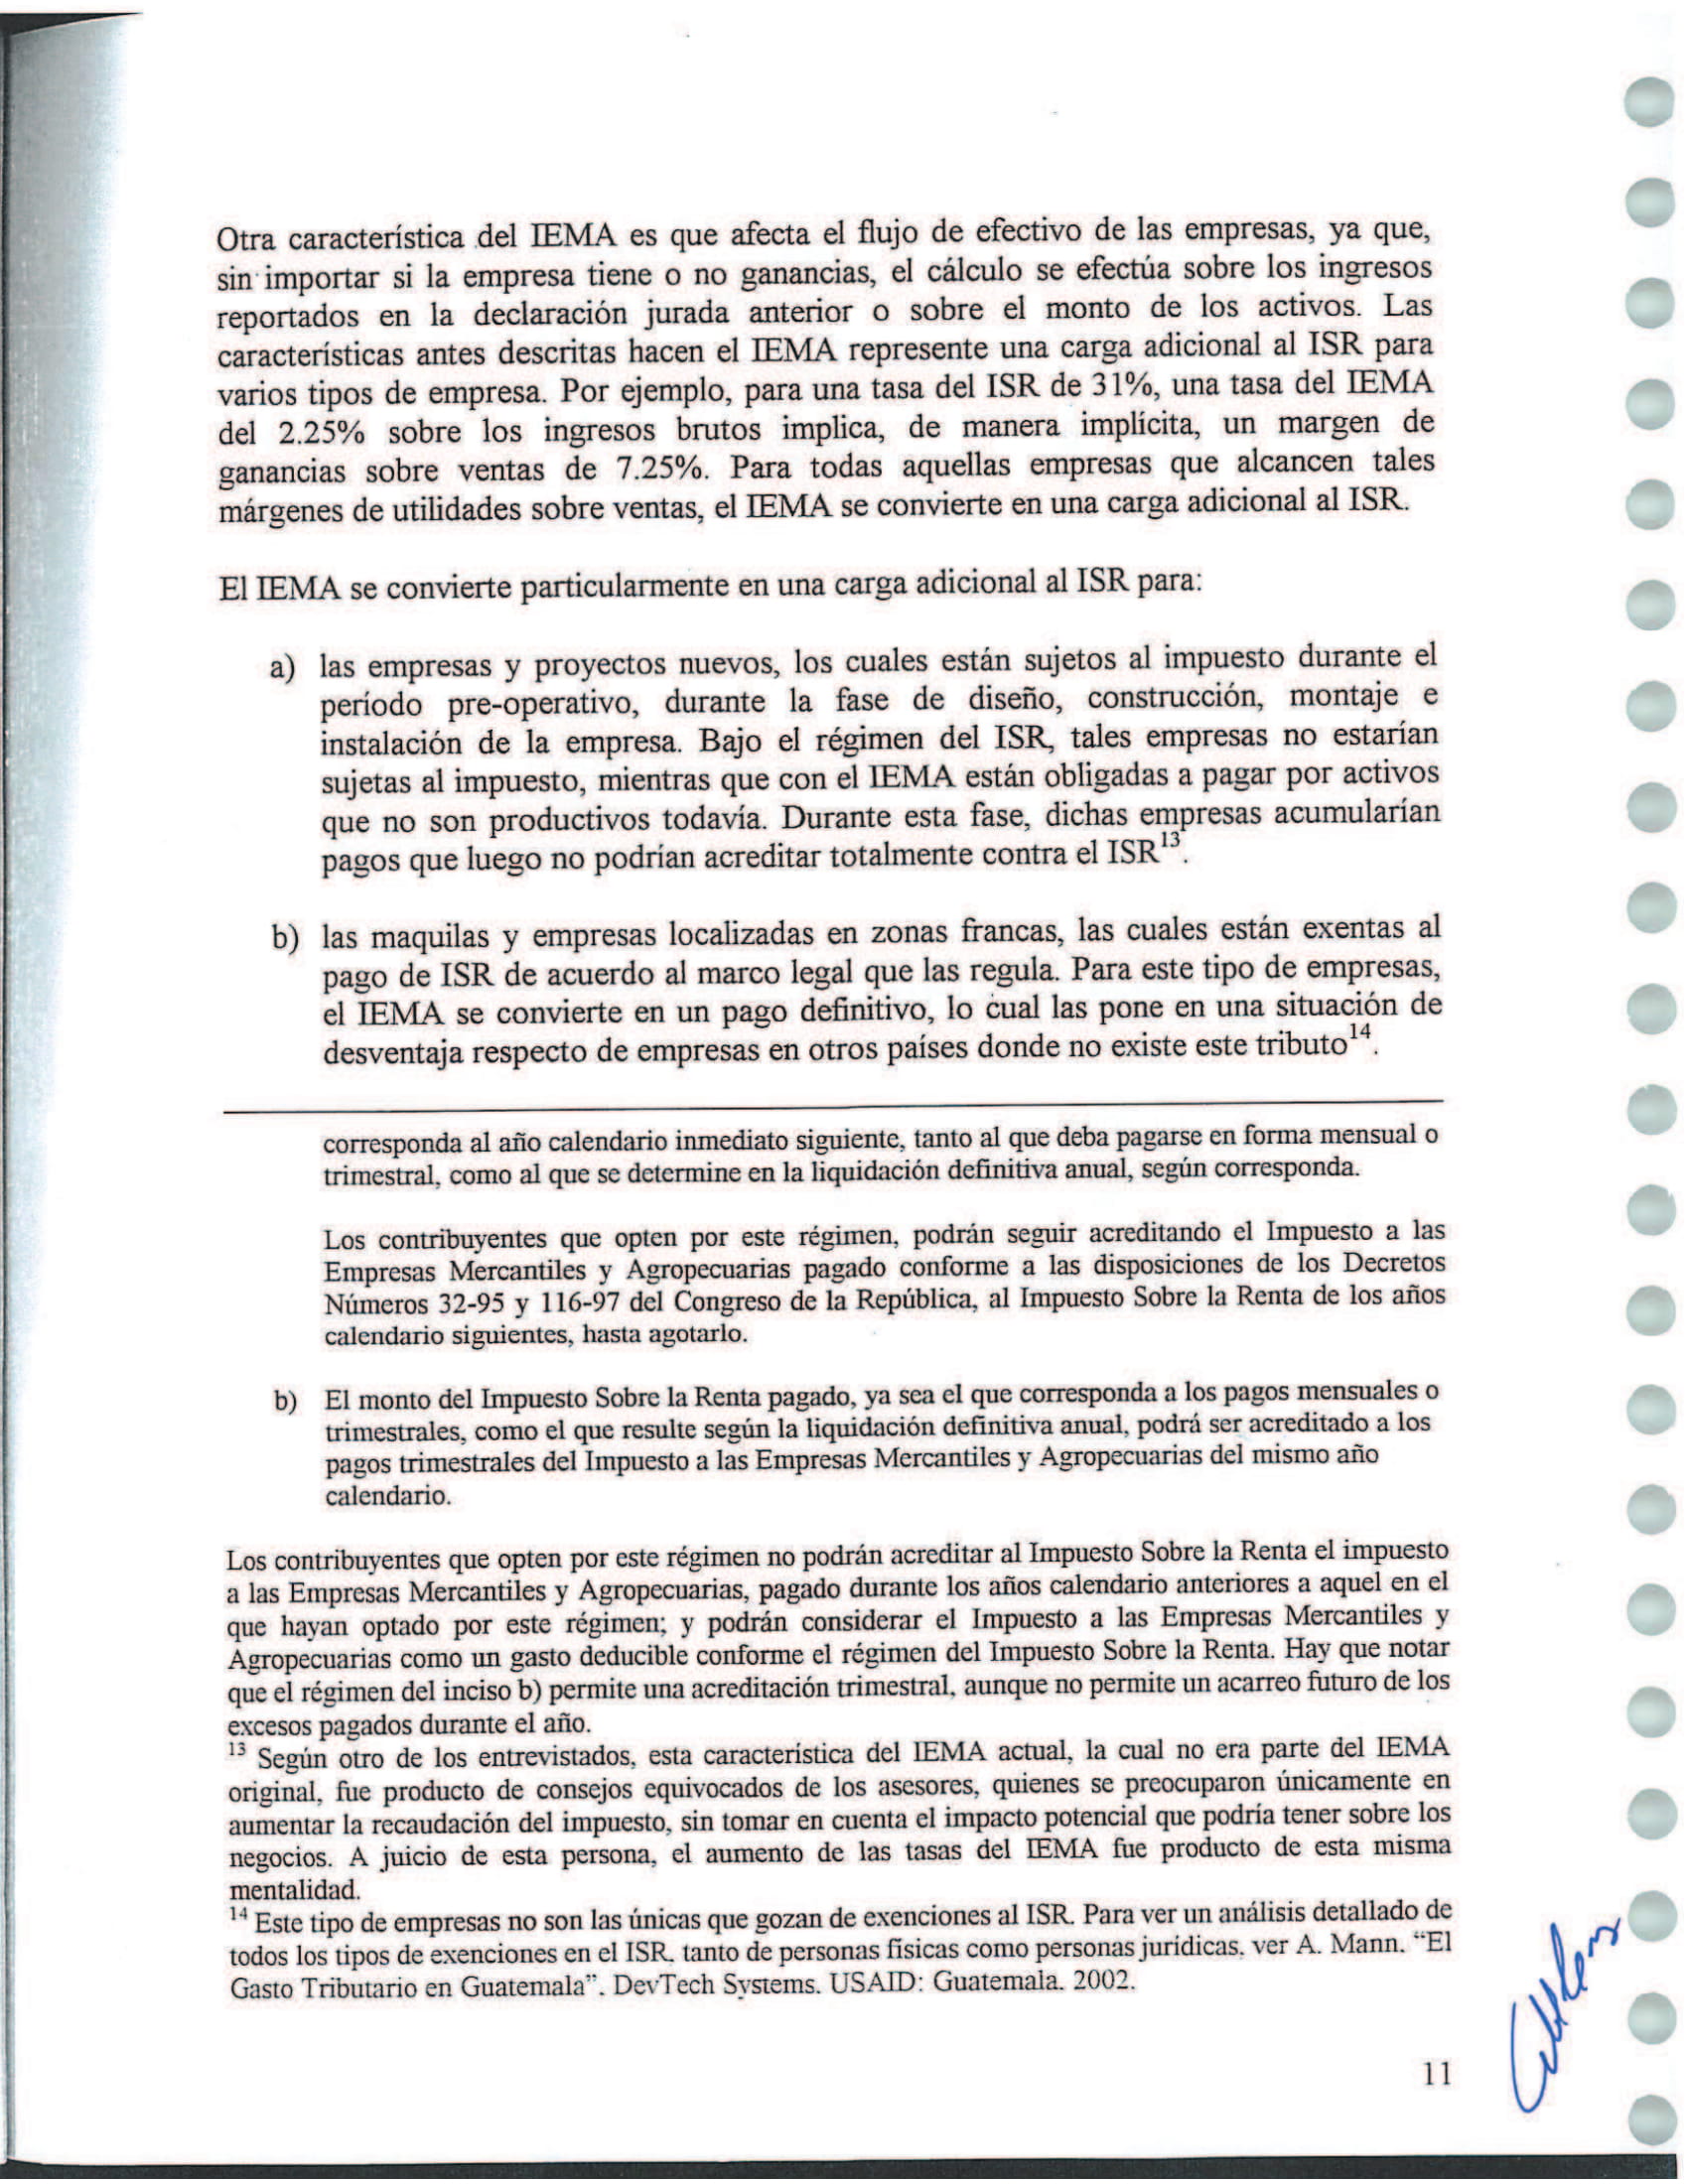 Otra característica del IEMA es que afecta el flujo de efectivo de las empresas, ya que,
sin importar si la empresa tiene o no ganancias, el cálculo se efectúa sobre los ingresos
reportados en la declaración jurada anterior o sobre el monto de los activos. Las
características antes descritas hacen el IEMA represente una carga adicional al ISR para
varios tipos de empresa. Por ejemplo, para una tasa del ISR de 31%, una tasa del IEMA
del 2.25% sobre los ingresos brutos implica, de manera implícita, un margen de
ganancias sobre ventas de 7.25%. Para todas aquellas empresas que alcancen tales
márgenes de utilidades sobre ventas, el IEMA se convierte en una carga adicional al ISR.
El IEMA se convierte particularmente en una carga adicional al ISR para:
a) las empresas y proyectos nuevos, los cuales están sujetos al impuesto durante el
período pre-operativo, durante la fase de diseño, construcción, montaje e
instalación de la empresa. Bajo el régimen del ISR, tales empresas no estarían
sujetas al impuesto, mientras que con el IEMA están obligadas a pagar por activos
que no son productivos todavía. Durante esta fase, dichas empresas acumularían
pagos que luego no podrían acreditar totalmente contra el ISR13.
b) las maquilas y empresas localizadas en zonas francas, las cuales están exentas al
pago de ISR de acuerdo al marco legal que las regula. Para este tipo de empresas,
el IEMA se convierte en un pago definitivo, lo cual las pone en una situación de
desventaja respecto de empresas en otros países donde no existe este tributo14.
corresponda al año calendario inmediato siguiente, tanto al que deba pagarse en forma mensual o
trimestral, como al que se determine en la liquidación definitiva anual, según corresponda.
Los contribuyentes que opten por este régimen, podrán seguir acreditando el Impuesto a las
Empresas Mercantiles y Agropecuarias pagado conforme a las disposiciones de los Decretos
Números 32-95 y 116-97 del Congreso de la República, al Impuesto Sobre la Renta de los años
calendario siguientes, hasta agotarlo.
b) El monto del Impuesto Sobre la Renta pagado, ya sea el que corresponda a los pagos mensuales o
trimestrales, como el que resulte según la liquidación definitiva anual, podrá ser acreditado a los
pagos trimestrales del Impuesto a las Empresas Mercantiles y Agropecuarias del mismo año
calendario.
Los contribuyentes que opten por este régimen no podrán acreditar al Impuesto Sobre la Renta el impuesto
a las Empresas Mercantiles y Agropecuarias, pagado durante los años calendario anteriores a aquel en el
que hayan optado por este régimen; y podrán considerar el Impuesto a las Empresas Mercantiles y
Agropecuarias como un gasto deducible conforme el régimen del Impuesto Sobre la Renta. Hay que notar
que el régimen del inciso b) permite una acreditación trimestral, aunque no permite un acarreo futuro de los
excesos pagados durante el año.
13 Según otro de los entrevistados, esta característica del IEMA actual, la cual no era parte del IEMA
original, fue producto de consejos equivocados de los asesores, quienes se preocuparon únicamente en
aumentar la recaudación del impuesto, sin tomar en cuenta el impacto potencial que podría tener sobre los
negocios. A juicio de esta persona, el aumento de las tasas del IEMA fue producto de esta misma
mentalidad.
14 Este tipo de empresas no son las únicas que gozan de exenciones al ISR. Para ver un análisis detallado de
todos los tipos de exenciones en el ISR, tanto de personas físicas como personas jurídicas, ver A. Mann. “El
Gasto Tributario en Guatemala”. DevTech Systems. USAID: Guatemala. 2002.
11